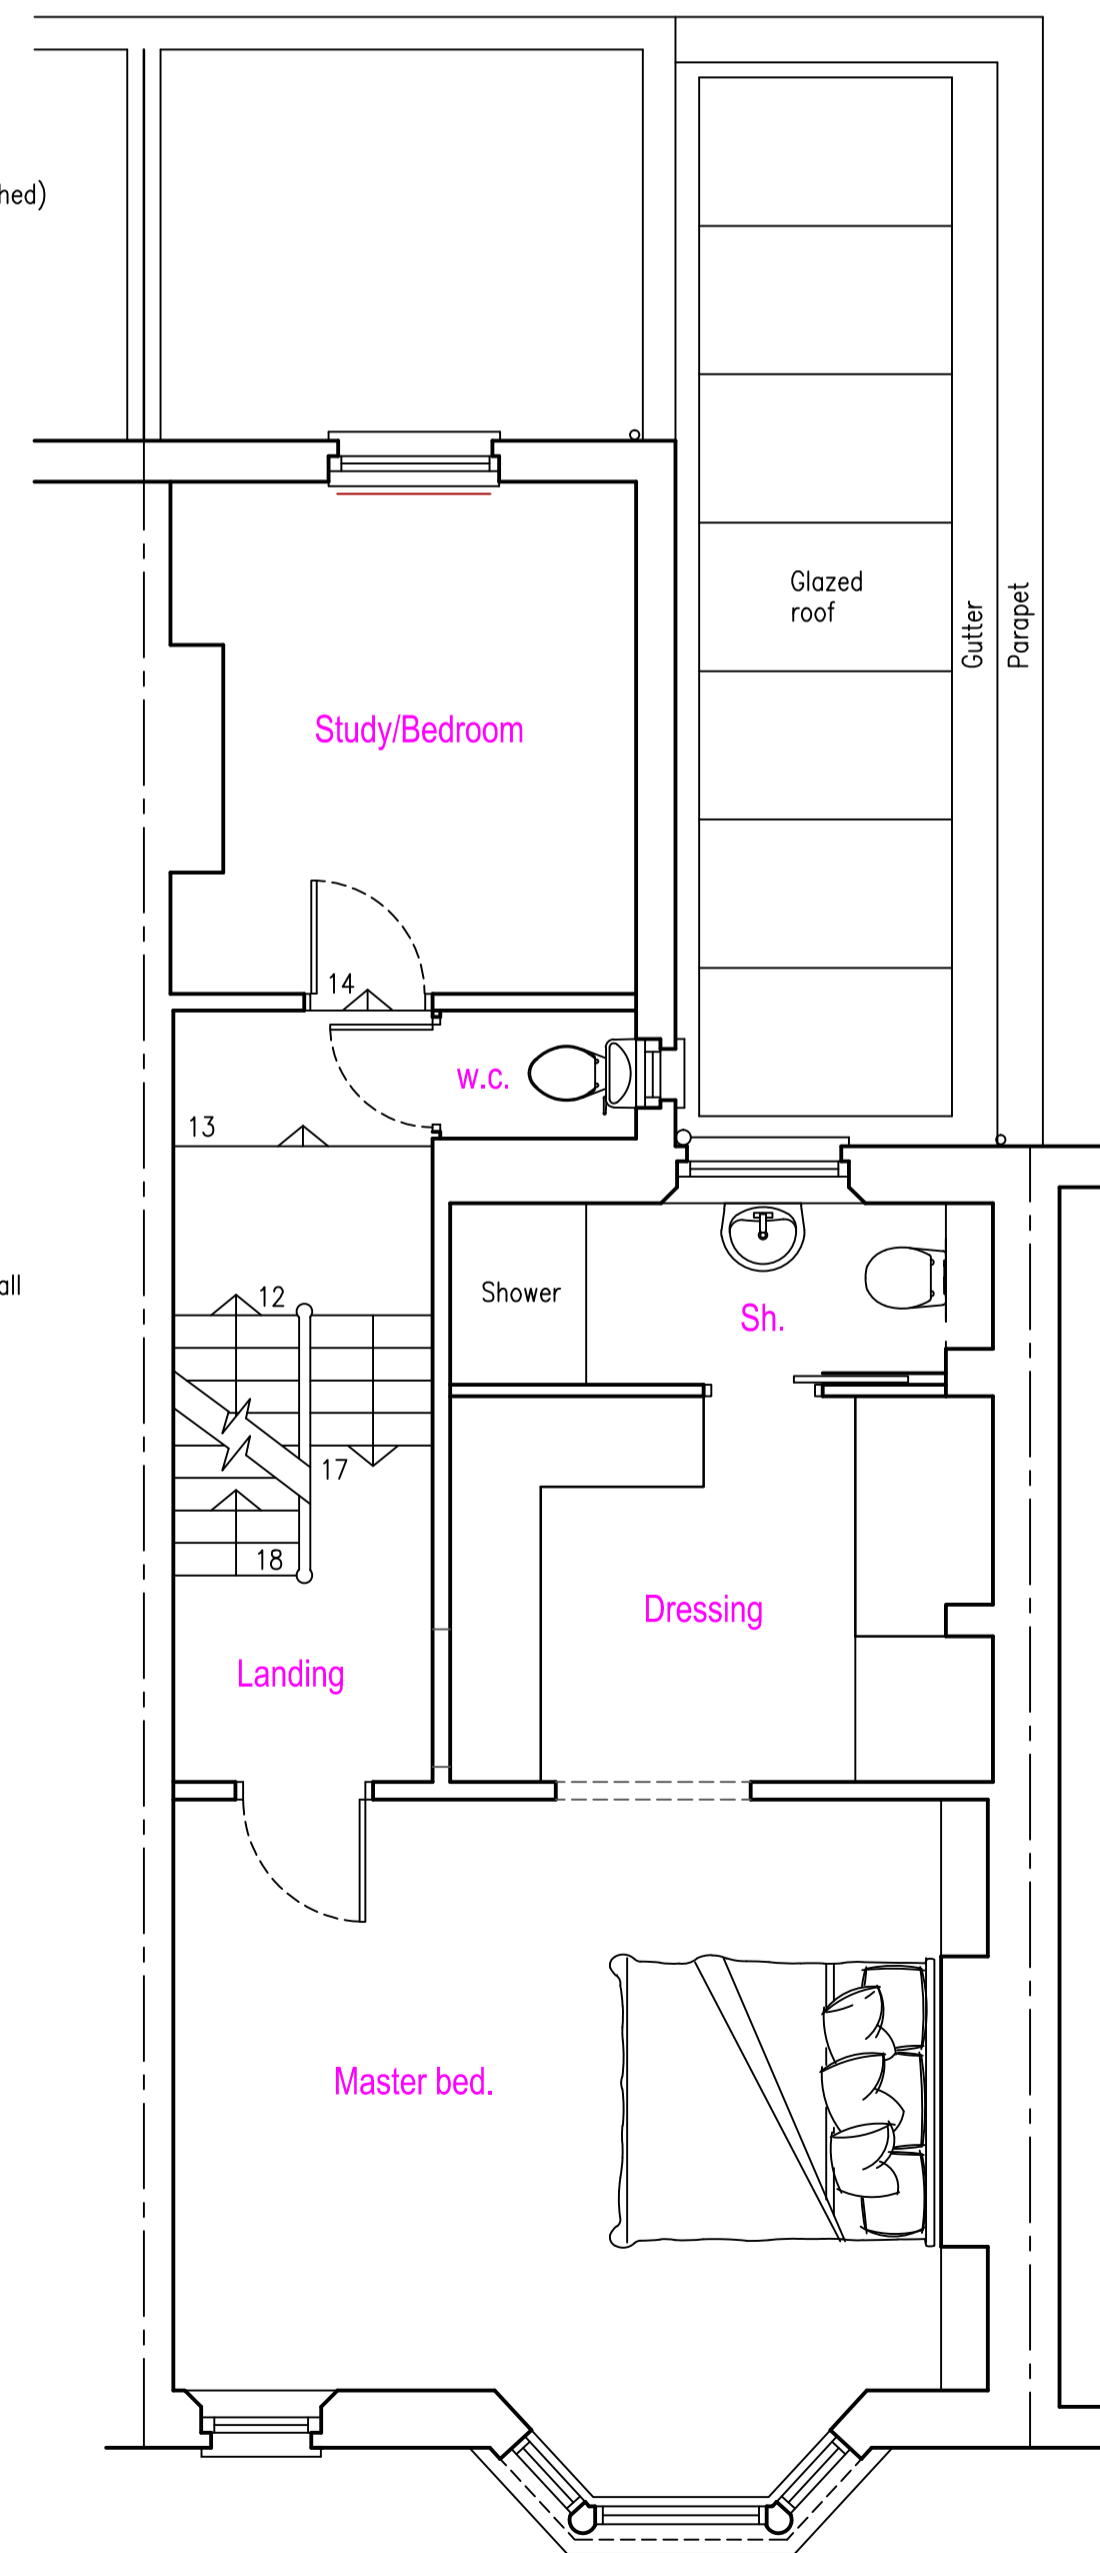 hed)
Glazed
roof
Gutter
Parapet
Study/Bedroom
14
w.c.
13
all
12
Shower
Sh.
17
18
Dressing
Landing
Master bed.